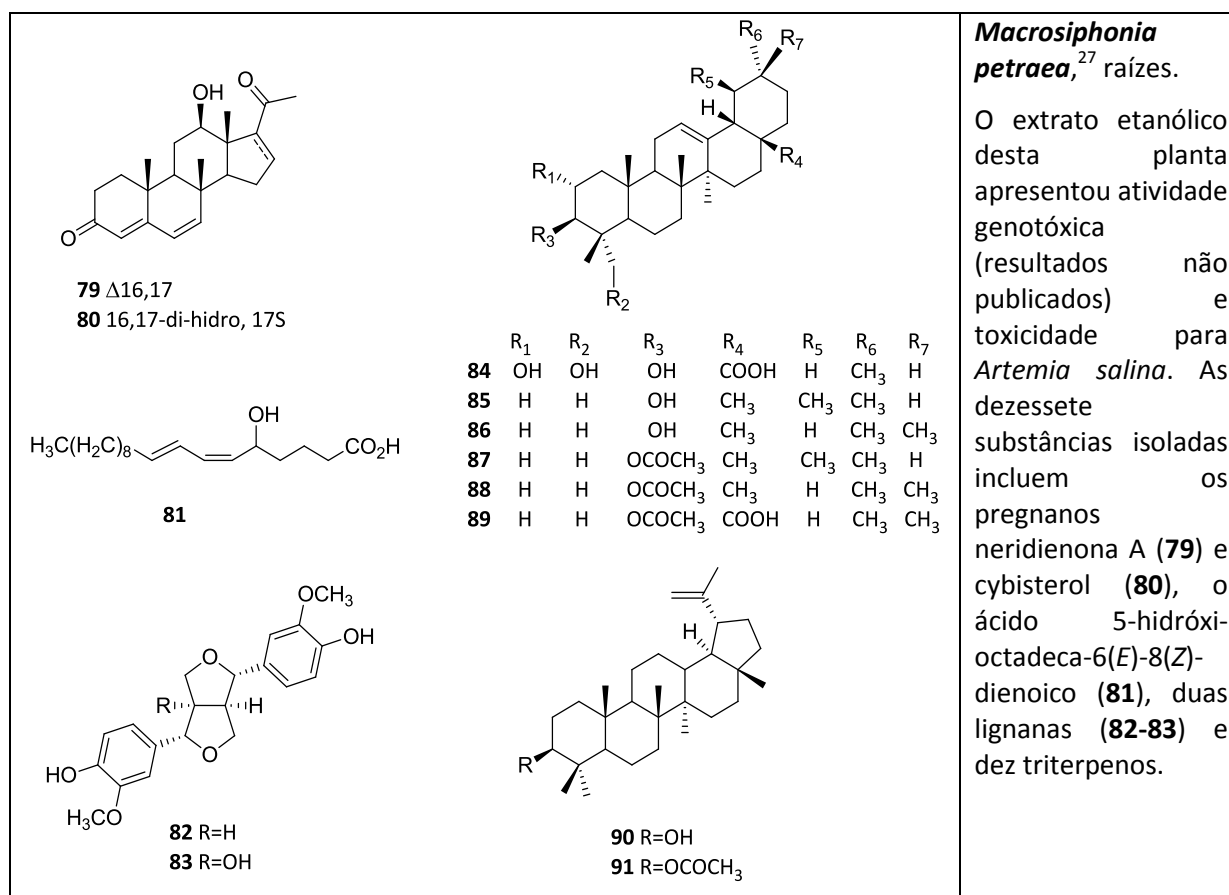 O
OH
O
79 Δ16,17
80 16,17-di-hidro, 17S
OH
H₃C(H₂C)₈
CO₂H
81
OCH₃
OH
O
R
H
O
HO
H₃CO
82 R=H
83 R=OH
R₆
R₇
R₅
H
R₄
R₁
R₃
R₂
R₁ R₂ R₃ R₄ R₅ R₆ R₇
84 OH OH OH COOH H CH₃ H
85 H H OH CH₃ CH₃ CH₃ H
86 H H OH CH₃ H CH₃ CH₃
87 H H OCOCH₃ CH₃ CH₃ CH₃ H
88 H H OCOCH₃ CH₃ H CH₃ CH₃
89 H H OCOCH₃ COOH H CH₃ CH₃
H
R
90 R=OH
91 R=OCOCH₃
Macrosiphonia
petraea,²⁷ raízes.
O extrato etanólico
desta planta
apresentou atividade
genotóxica
(resultados não
publicados) e
toxicidade para
Artemia salina. As
dezessete
substâncias isoladas
incluem os
pregnanos
neridienona A (79) e
cybisterol (80), o
ácido 5-hidróxi-
octadeca-6(E)-8(Z)-
dienoico (81), duas
lignanas (82-83) e
dez triterpenos.